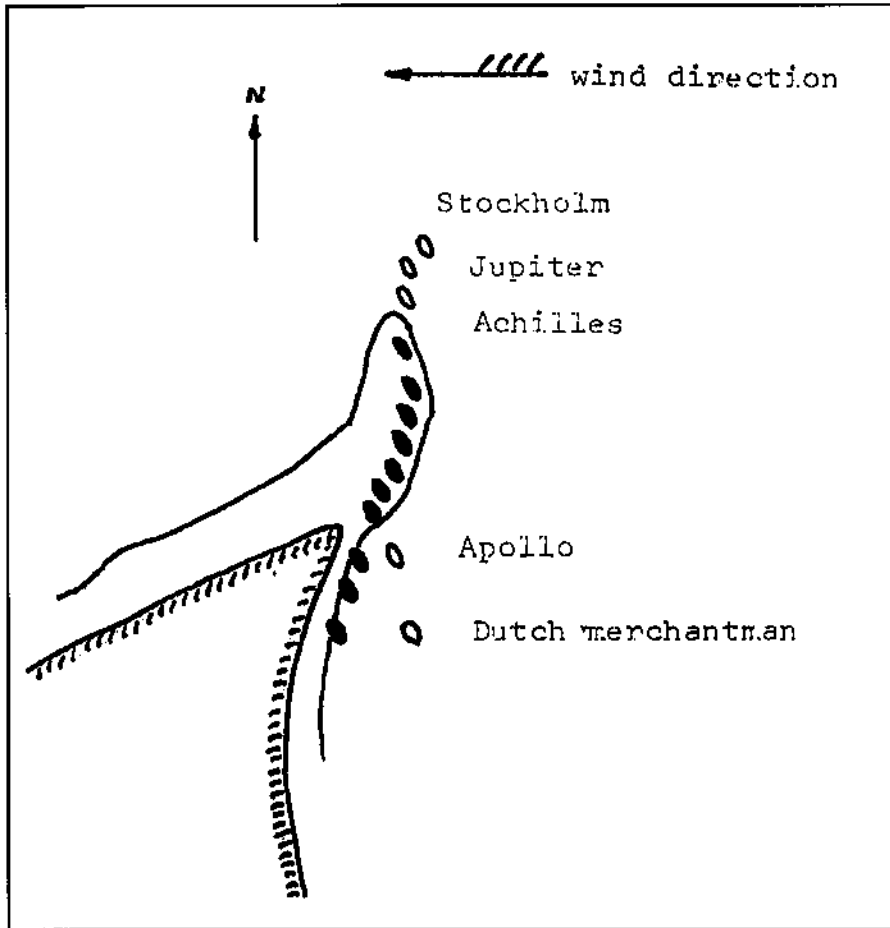 wind direction
N
Stockholm
Jupiter
Achilles
Apollo
Dutch merchantman